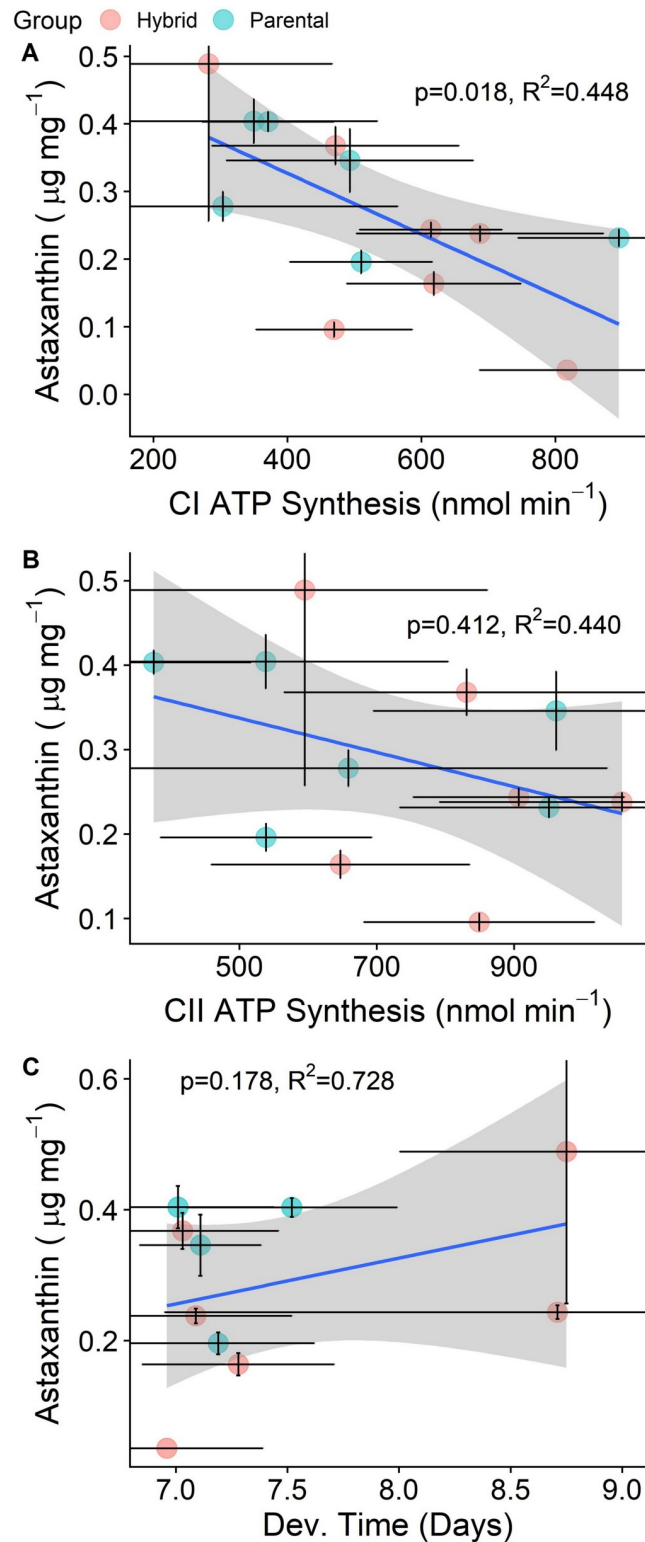 Group Hybrid Parental
A
p=0.018, R²=0.448
Astaxanthin ( μg mg⁻¹)
0.5
0.4
0.3
0.2
0.1
0.0
200 400 600 800
CI ATP Synthesis (nmol min⁻¹)
B
p=0.412, R²=0.440
Astaxanthin ( μg mg⁻¹)
0.5
0.4
0.3
0.2
0.1
500 700 900
CII ATP Synthesis (nmol min⁻¹)
C
p=0.178, R²=0.728
Astaxanthin ( μg mg⁻¹)
0.6
0.4
0.2
7.0 7.5 8.0 8.5 9.0
Dev. Time (Days)